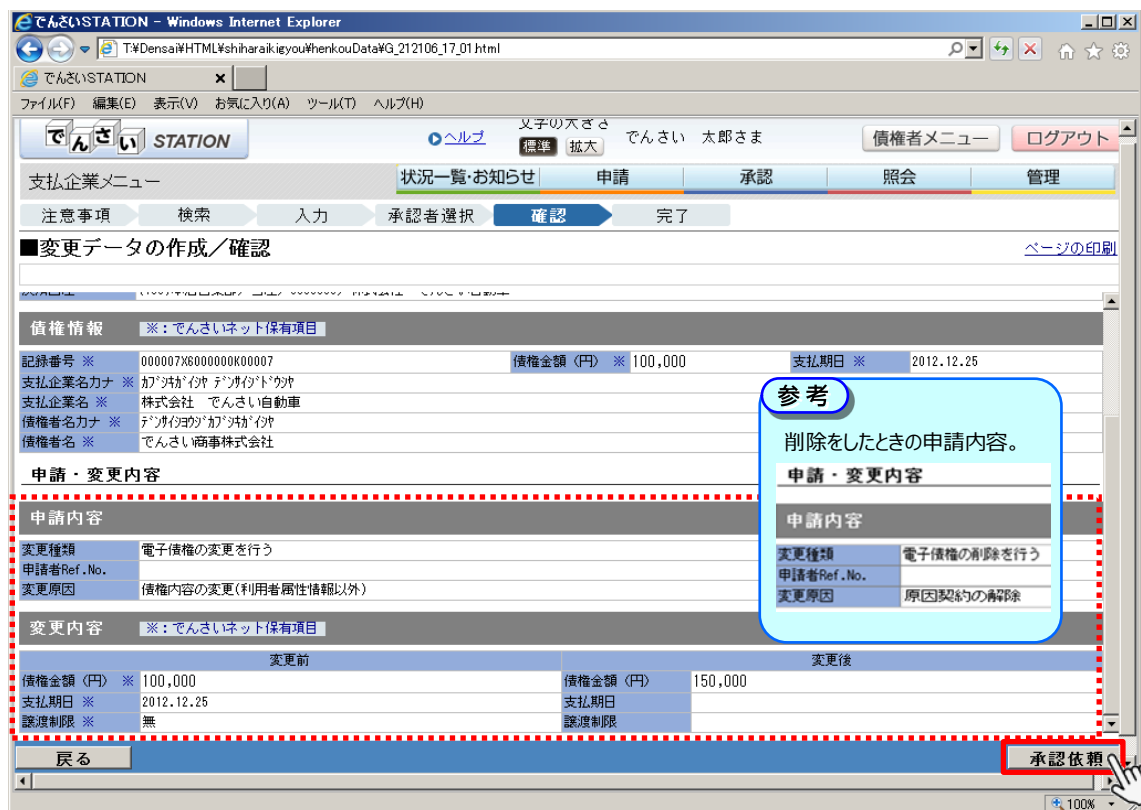 でんさいSTATION - Windows Internet Explorer
T:¥Densai¥HTML¥shiharaikigyou¥henkouData¥G_212106_17_01.html
でんさいSTATION
ファイル(F) 編集(E) 表示(V) お気に入り(A) ツール(T) ヘルプ(H)
でんさい STATION
ヘルプ
文字の大きさ
標準 拡大
でんさい 太郎さま
債権者メニュー
ログアウト
支払企業メニュー
状況一覧・お知らせ 申請 承認 照会 管理
注意事項 検索 入力 承認者選択 確認 完了
■変更データの作成／確認
ページの印刷
債権情報 ※：でんさいネット保有項目
記録番号 ※ 000007X6000000K00007 債権金額（円） ※ 100,000 支払期日 ※ 2012.12.25
支払企業名カナ ※ ｶﾌﾞｼｷｶﾞｲｼﾔ ﾃﾞﾝｻｲｼﾞﾄﾞｳｼﾔ
支払企業名 ※ 株式会社 でんさい自動車
債権者名カナ ※ ﾃﾞﾝｻｲｼﾖｳｼﾞｶﾌﾞｼｷｶﾞｲｼﾔ
債権者名 ※ でんさい商事株式会社
申請・変更内容
申請内容
変更種類 電子債権の変更を行う
申請者Ref.No.
変更原因 債権内容の変更(利用者属性情報以外)
変更内容 ※：でんさいネット保有項目
変更前 変更後
債権金額（円） ※ 100,000 債権金額（円） 150,000
支払期日 ※ 2012.12.25 支払期日
譲渡制限 ※ 無 譲渡制限
参考
削除をしたときの申請内容。
申請・変更内容
申請内容
変更種類 電子債権の削除を行う
申請者Ref.No.
変更原因 原因契約の解除
戻る
承認依頼
100%